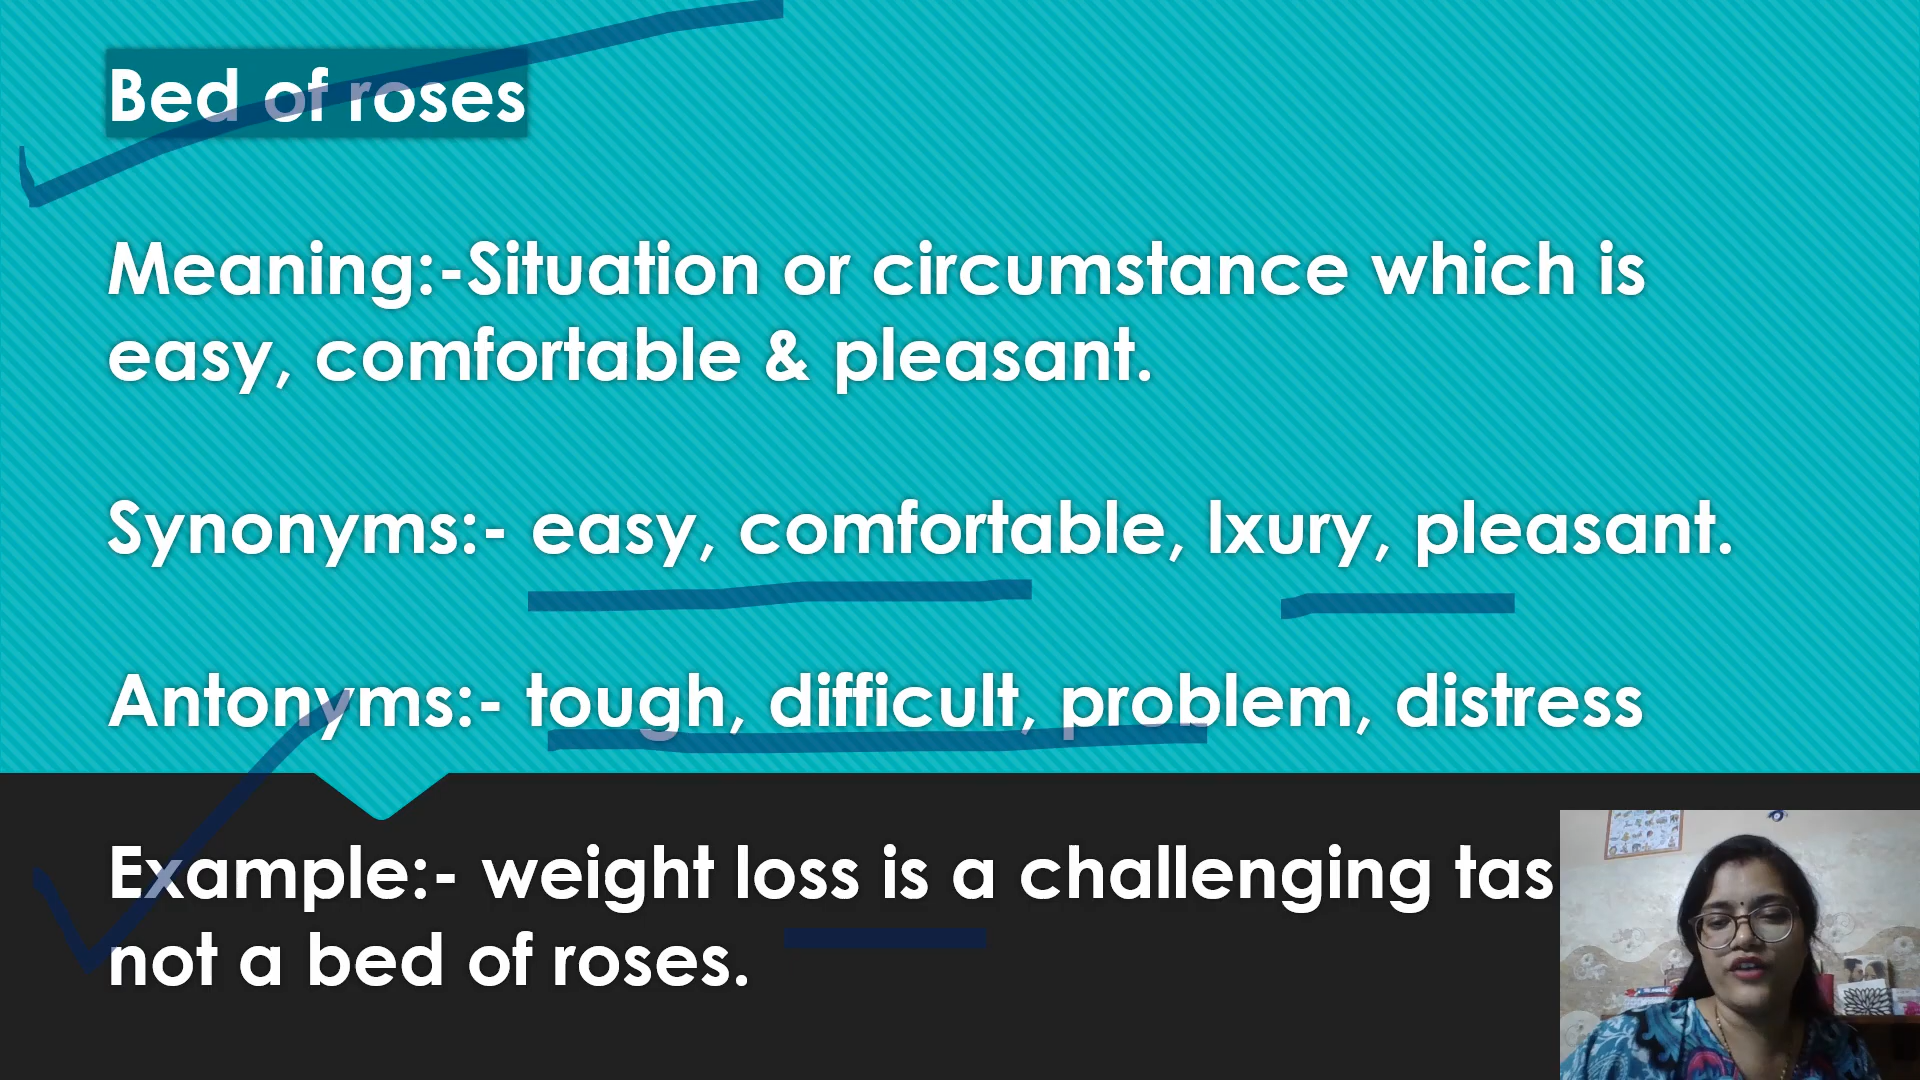 Bed of roses
Meaning:-Situation or circumstance which is
easy, comfortable & pleasant.
Synonyms:- easy, comfortable, lxury, pleasant.
Antonyms:- tough, difficult, problem, distress
Example:- weight loss is a challenging tas
not a bed of roses.